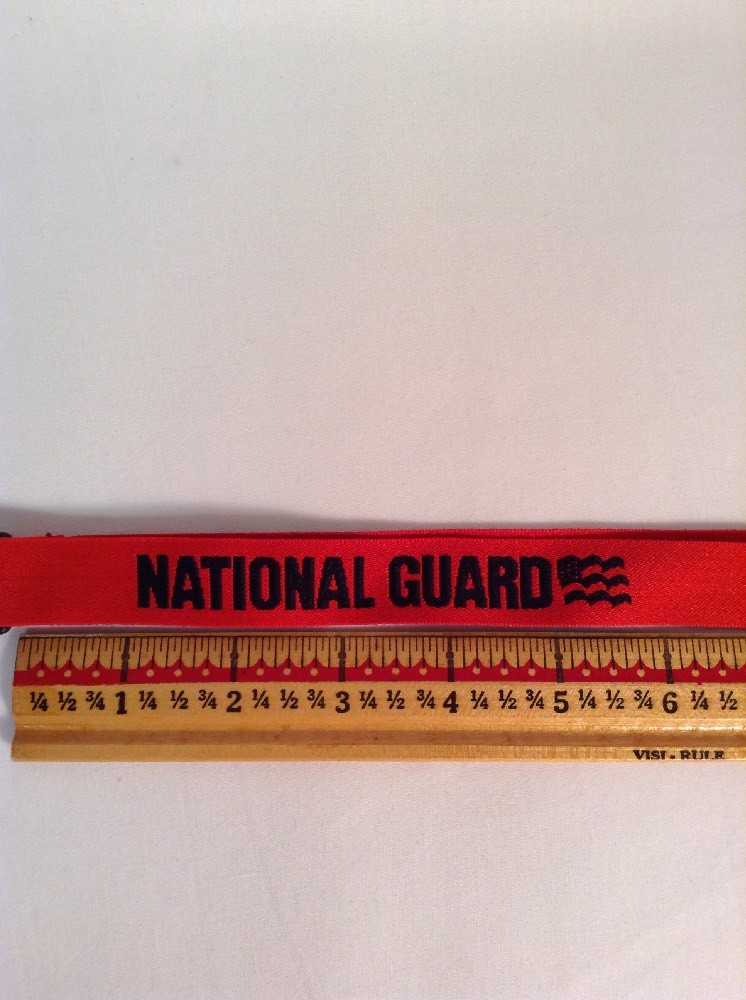 NATIONAL GUARD
¼ ½ ¾ 1 ¼ ½ ¾ 2 ¼ ½ ¾ 3 ¼ ½ ¾ 4 ¼ ½ ¾ 5 ¼ ½ ¾ 6 ¼ ½
VISI - RULE